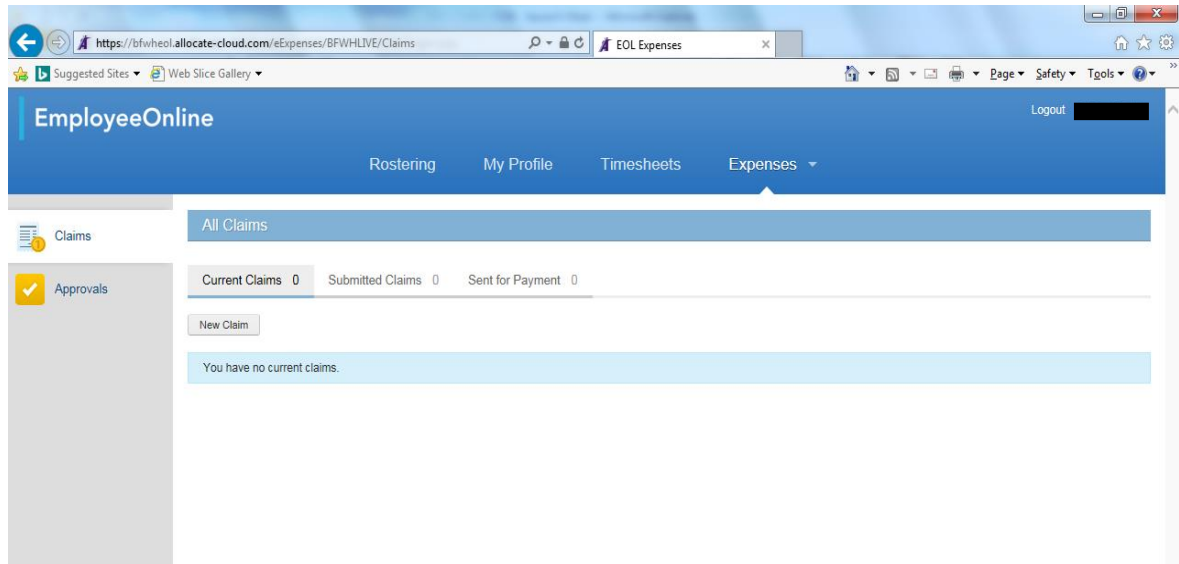 https://bfwheol.allocate-cloud.com/eExpenses/BFWHLIVE/Claims
EOL Expenses
Suggested Sites Web Slice Gallery
Page Safety Tools
EmployeeOnline
Logout
Rostering My Profile Timesheets Expenses
Claims
Approvals
All Claims
Current Claims 0 Submitted Claims 0 Sent for Payment 0
New Claim
You have no current claims.